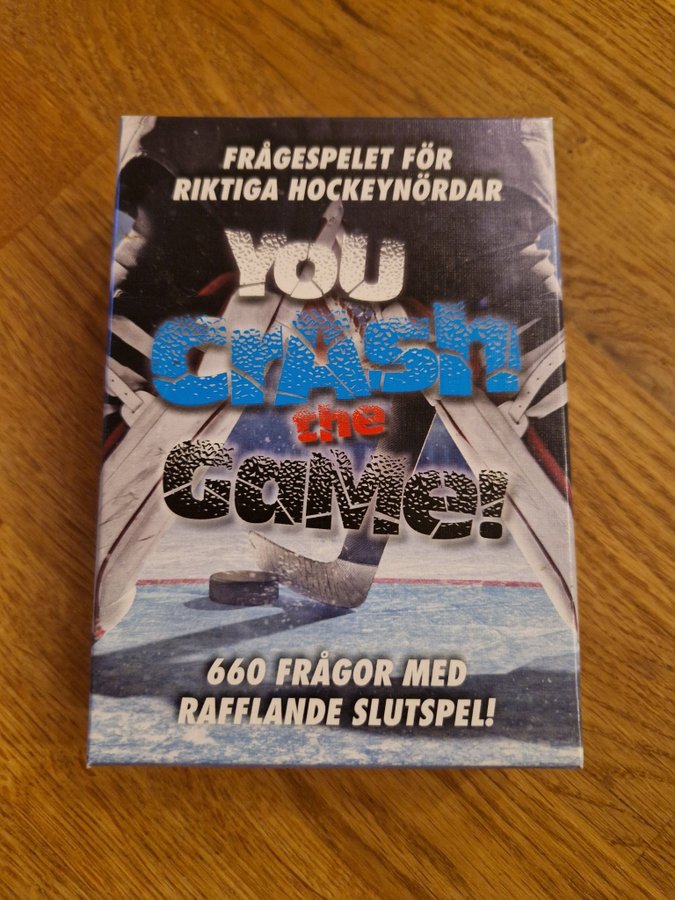 FRÅGESPELET FÖR
RIKTIGA HOCKEYNÖRDAR
YOU
CrAsh
the
GaMe!
660 FRÅGOR MED
RAFFLANDE SLUTSPEL!